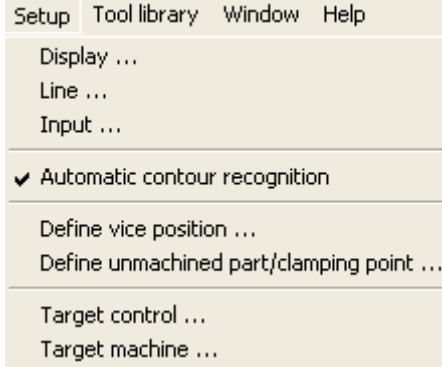 Setup Tool library Window Help
Display ...
Line ...
Input ...
Automatic contour recognition
Define vice position ...
Define unmachined part/clamping point ...
Target control ...
Target machine ...